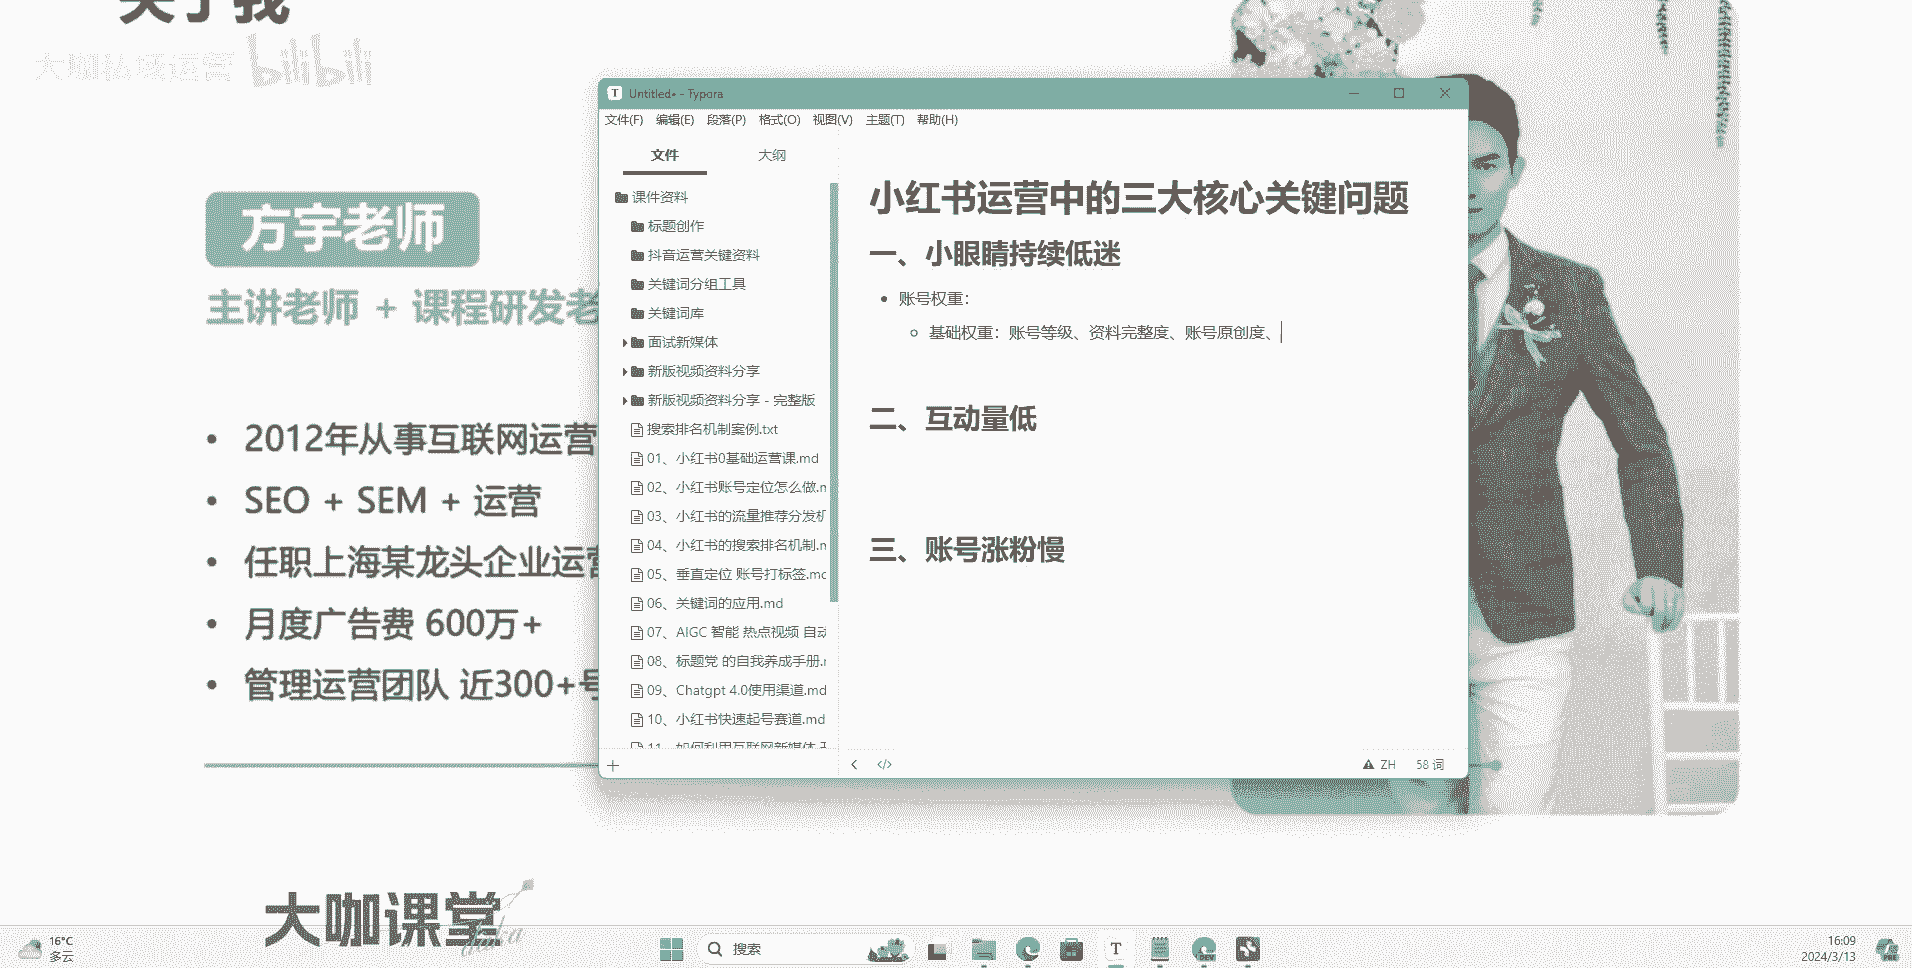 关于我
大咖私域运营 bilibili
方宇老师
主讲老师 + 课程研发老
2012年从事互联网运营
SEO + SEM + 运营
任职上海某龙头企业运营
月度广告费 600万+
管理运营团队 近300+号
大咖课堂
Untitled• - Typora
文件(F) 编辑(E) 段落(P) 格式(O) 视图(V) 主题(T) 帮助(H)
文件 大纲
课件资料
标题创作
抖音运营关键资料
关键词分组工具
关键词库
面试新媒体
新版视频资料分享
新版视频资料分享 - 完整版
搜索排名机制案例.txt
01、小红书0基础运营课.md
02、小红书账号定位怎么做.m
03、小红书的流量推荐分发机
04、小红书的搜索排名机制.m
05、垂直定位 账号打标签.md
06、关键词的应用.md
07、AIGC 智能 热点视频 自动
08、标题党 的自我养成手册.m
09、Chatgpt 4.0使用渠道.md
10、小红书快速起号赛道.md
11、如何利用互联网新媒体
小红书运营中的三大核心关键问题
一、小眼睛持续低迷
账号权重：
基础权重：账号等级、资料完整度、账号原创度、
二、互动量低
三、账号涨粉慢
ZH 58 词
16°C
多云
搜索
T
DEV
16:09
2024/3/13
PRE